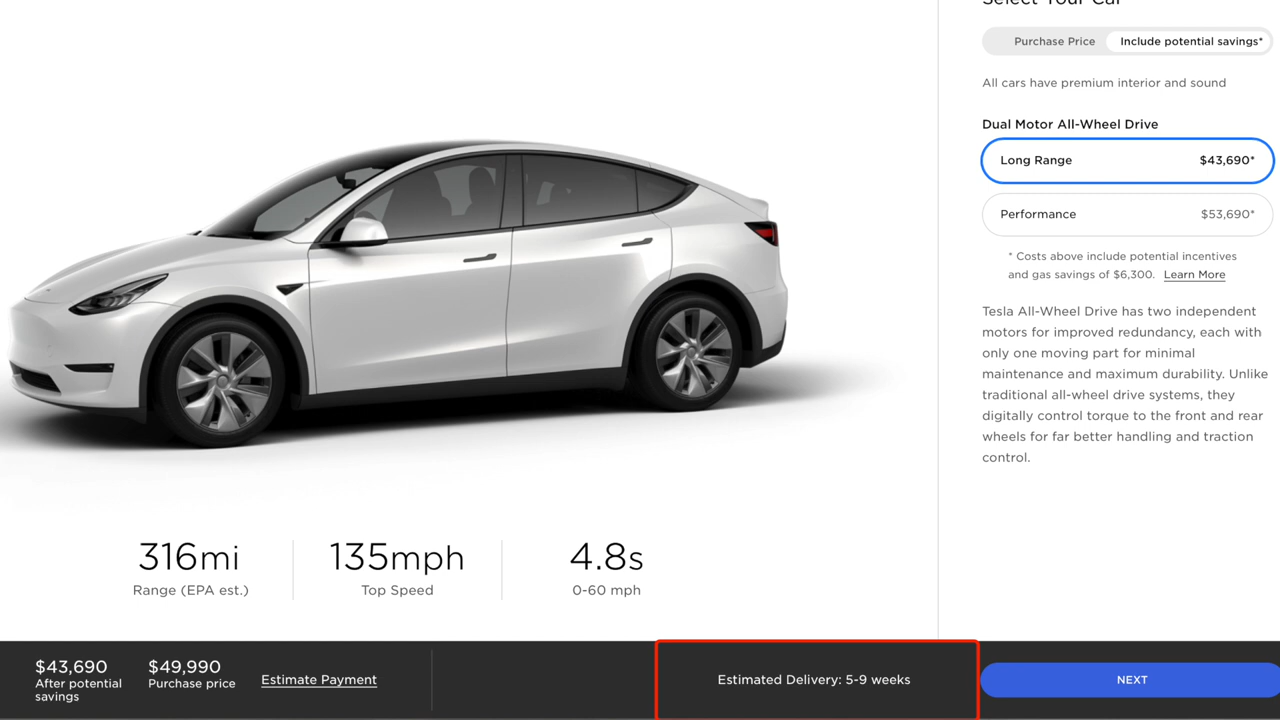 Select Your Car
Purchase Price
Include potential savings*
All cars have premium interior and sound
Dual Motor All-Wheel Drive
Long Range $43,690*
Performance $53,690*
* Costs above include potential incentives
and gas savings of $6,300. Learn More
Tesla All-Wheel Drive has two independent
motors for improved redundancy, each with
only one moving part for minimal
maintenance and maximum durability. Unlike
traditional all-wheel drive systems, they
digitally control torque to the front and rear
wheels for far better handling and traction
control.
316mi
Range (EPA est.)
135mph
Top Speed
4.8s
0-60 mph
$43,690
After potential
savings
$49,990
Purchase price
Estimate Payment
Estimated Delivery: 5-9 weeks
NEXT